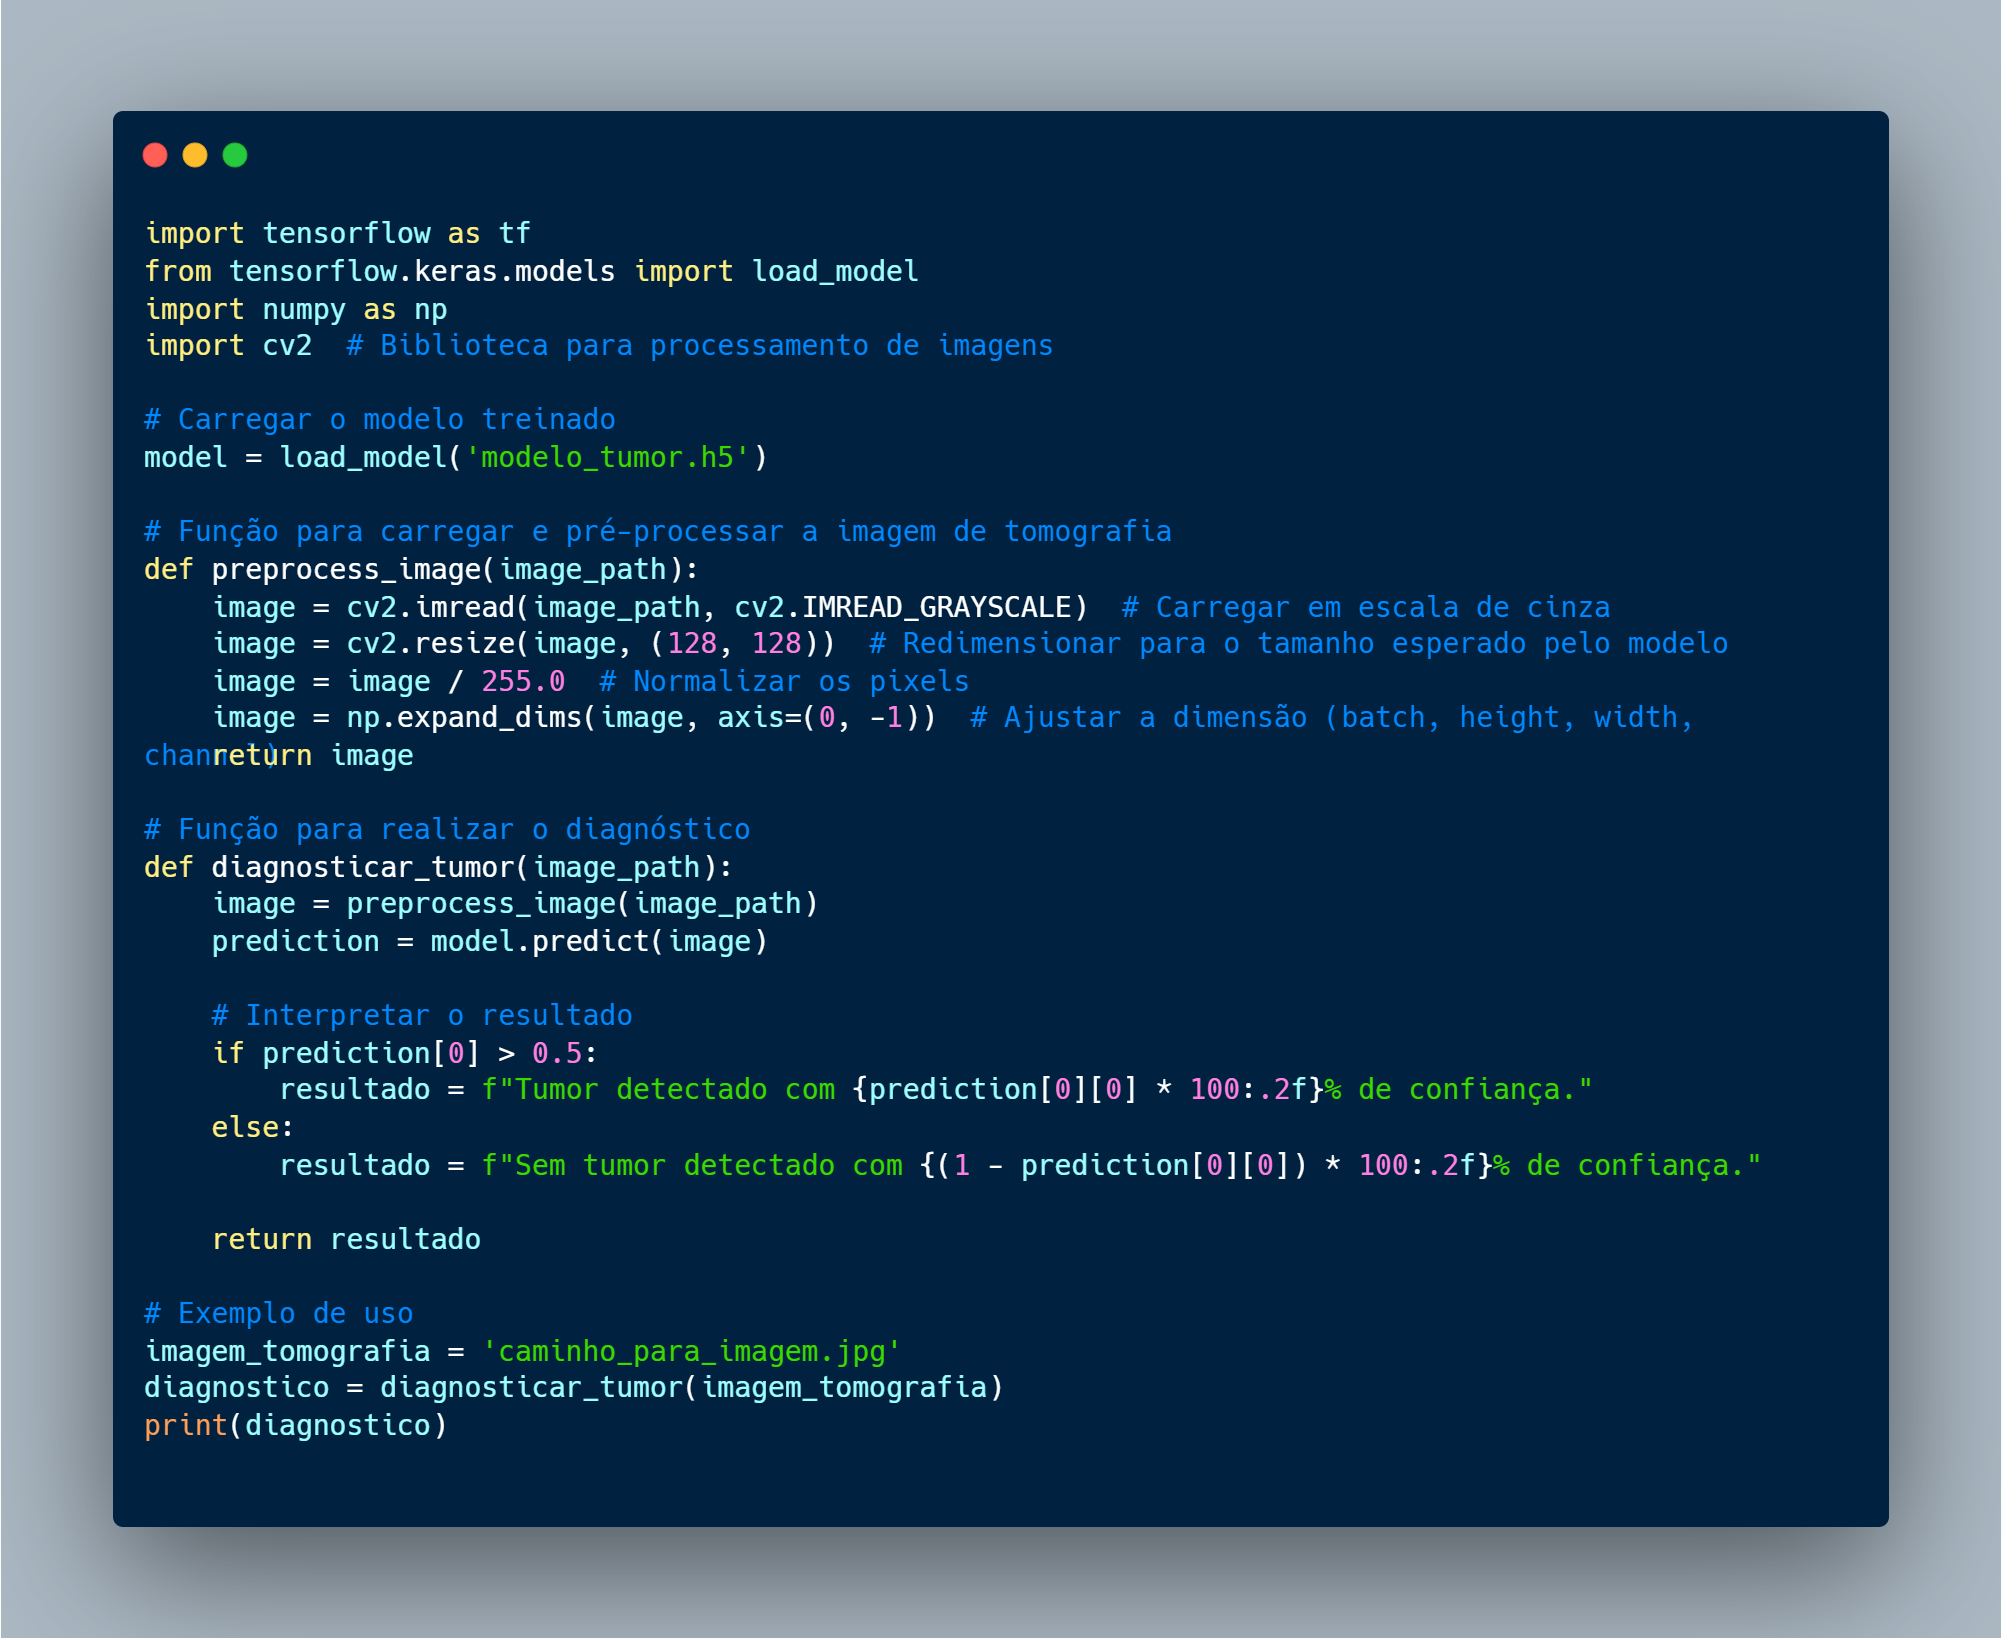 import tensorflow as tf
from tensorflow.keras.models import load_model
import numpy as np
import cv2  # Biblioteca para processamento de imagens

# Carregar o modelo treinado
model = load_model('modelo_tumor.h5')

# Função para carregar e pré-processar a imagem de tomografia
def preprocess_image(image_path):
    image = cv2.imread(image_path, cv2.IMREAD_GRAYSCALE)  # Carregar em escala de cinza
    image = cv2.resize(image, (128, 128))  # Redimensionar para o tamanho esperado pelo modelo
    image = image / 255.0  # Normalizar os pixels
    image = np.expand_dims(image, axis=(0, -1))  # Ajustar a dimensão (batch, height, width,
    return image

# Função para realizar o diagnóstico
def diagnosticar_tumor(image_path):
    image = preprocess_image(image_path)
    prediction = model.predict(image)

    # Interpretar o resultado
    if prediction[0] > 0.5:
        resultado = f"Tumor detectado com {prediction[0][0] * 100:.2f}% de confiança."
    else:
        resultado = f"Sem tumor detectado com {(1 - prediction[0][0]) * 100:.2f}% de confiança."

    return resultado

# Exemplo de uso
imagem_tomografia = 'caminho_para_imagem.jpg'
diagnostico = diagnosticar_tumor(imagem_tomografia)
print(diagnostico)